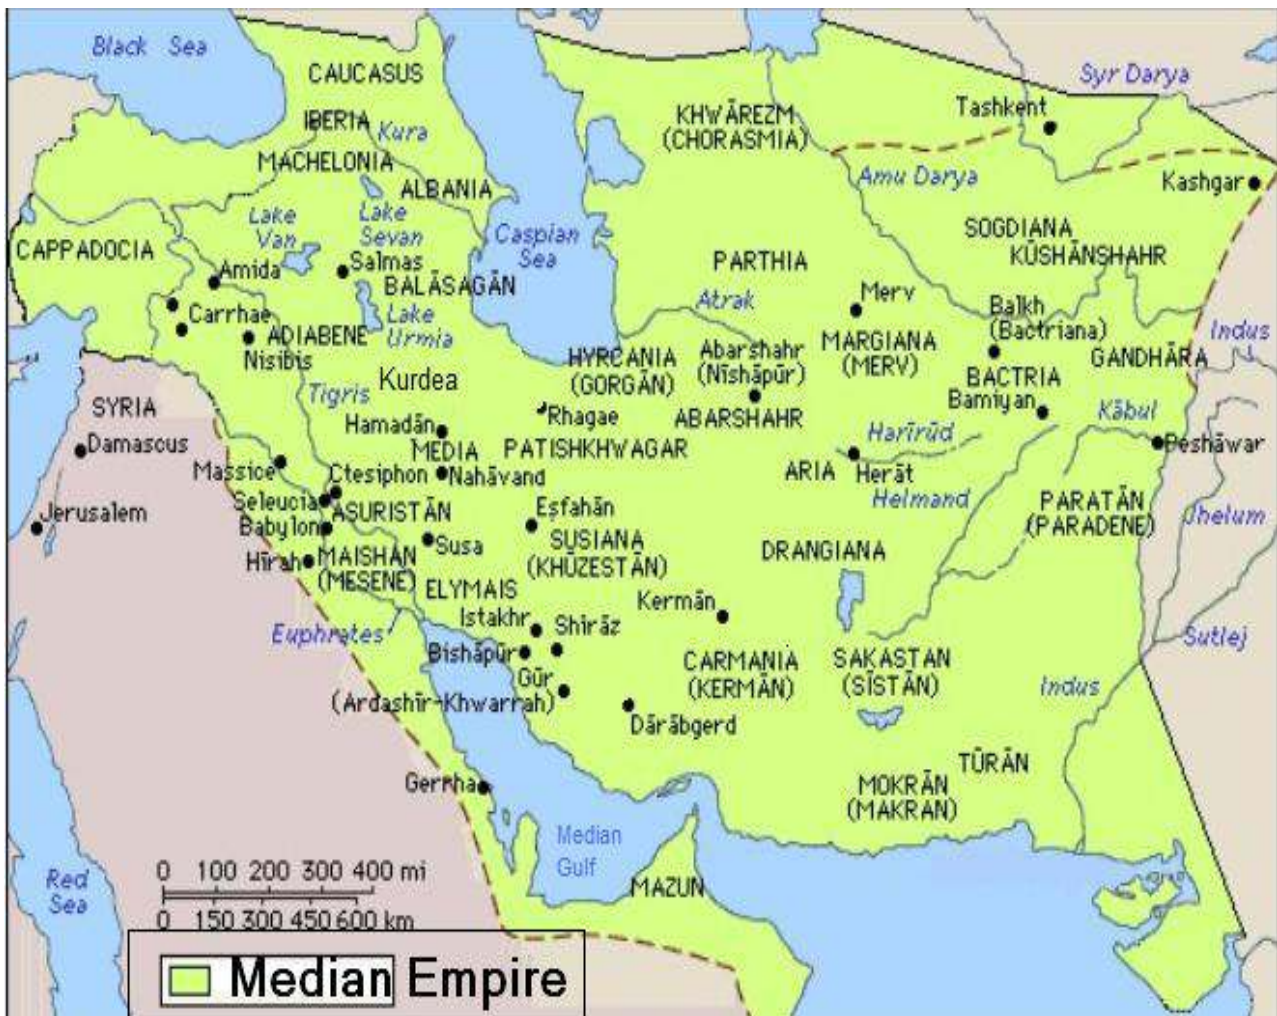 Black Sea
Syr Darya
CAUCASUS
Tashkent
KHWĀREZM
(CHORASMIA)
IBERIA
Kura
MACHELONIA
Amu Darya
Kashgar
ALBANIA
Lake
Van
Lake
Sevan
Caspian
Sea
SOGDIANA
KŪSHĀNSHAHR
CAPPADOCIA
Amida
Salmas
PARTHIA
BALĀSAGĀN
Atrak
Merv
Balkh
(Bactriana)
Carrhae
Lake
Urmia
ADIABENE
Nisibis
Indus
MARGIANA
(MERV)
Abarshahr
(Nīshāpūr)
HYRCANIA
(GORGĀN)
GANDHĀRA
Kurdea
BACTRIA
Bamiyan
Tigris
SYRIA
Rhagae
ABARSHAHR
Kābul
Hamadān
MEDIA
PATISHKHWAGAR
Harīrūd
Damascus
Peshāwar
Massice
Ctesiphon
Nahāvand
ARIA
Herāt
Helmand
Seleucia
ASURISTĀN
Eşfahān
PARATĀN
(PARADENE)
Jerusalem
Babylon
Jhelum
Susa
SUSIANA
(KHŪZESTĀN)
DRANGIANA
Hīrah
MAISHĀN
(MESENE)
ELYMAIS
Kermān
Istakhr
Shīrāz
Euphrates
Sutlej
Bishāpūr
CARMANIA
(KERMĀN)
SAKASTAN
(SĪSTĀN)
Gūr
(Ardashīr-Khwarrah)
Indus
Dārābgerd
TŪRĀN
Gerrha
MOKRĀN
(MAKRAN)
Median
Gulf
MAZUN
Red
Sea
0 100 200 300 400 mi
0 150 300 450 600 km
Median Empire